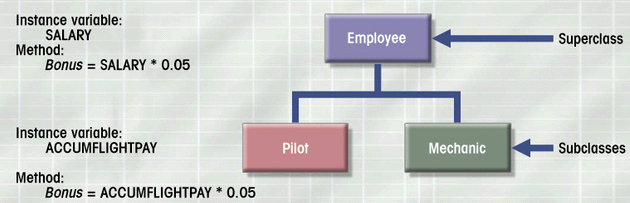 Instance variable:
SALARY
Method:
Bonus = SALARY * 0.05
Employee
Superclass
Instance variable:
ACCUMFLIGHTPAY
Method:
Bonus = ACCUMFLIGHTPAY * 0.05
Pilot
Mechanic
Subclasses